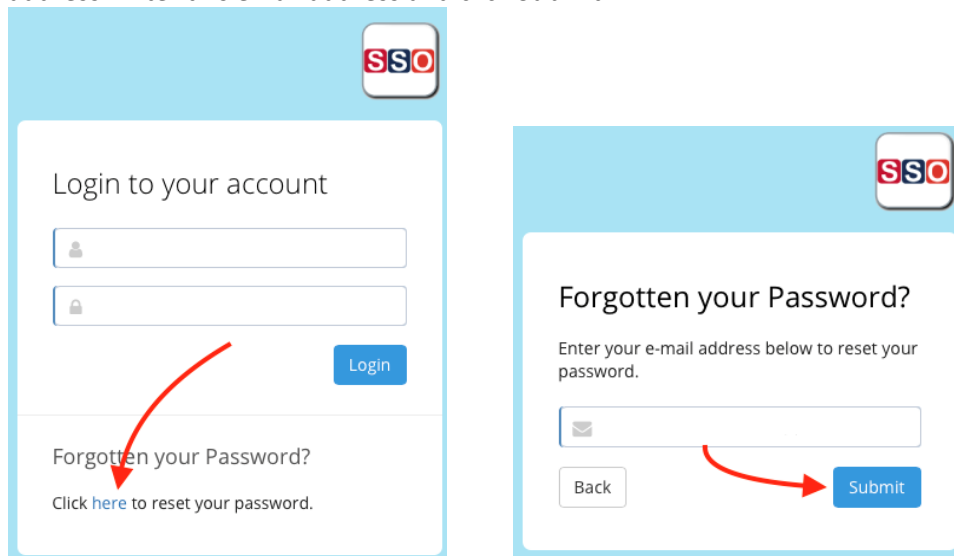 SSO
Login to your account
Login
Forgotten your Password?
Click here to reset your password.
SSO
Forgotten your Password?
Enter your e-mail address below to reset your
password.
Back
Submit